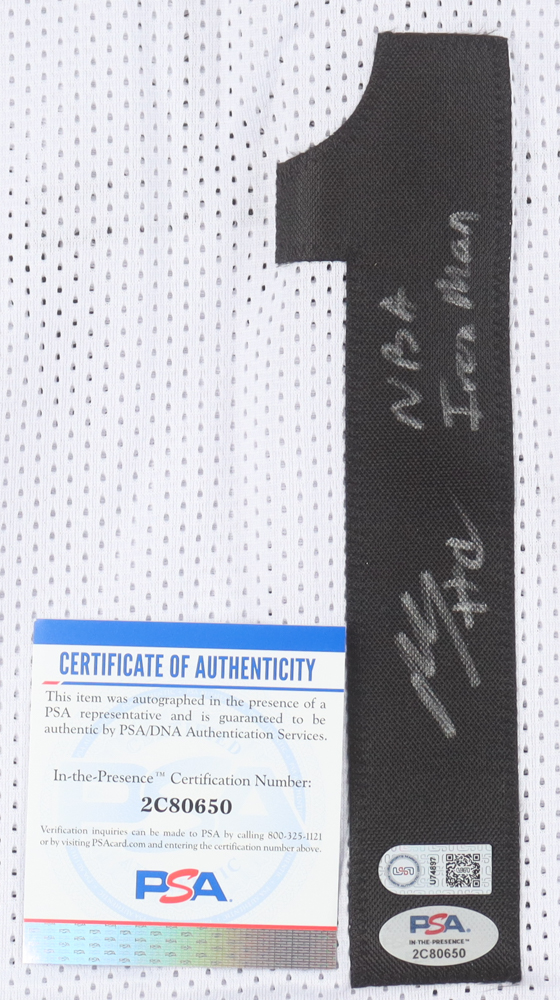 NBA
Iron Man
CERTIFICATE OF AUTHENTICITY
This item was autographed in the presence of a
PSA representative and is guaranteed to be
authentic by PSA/DNA Authentication Services.
In-the-Presence™ Certification Number:
2C80650
Verification inquiries can be made to PSA by calling 800-325-1121
or by visiting PSAcard.com and entering the certification number above.
PSA
U74897
PSA
IN-THE-PRESENCE™
2C80650